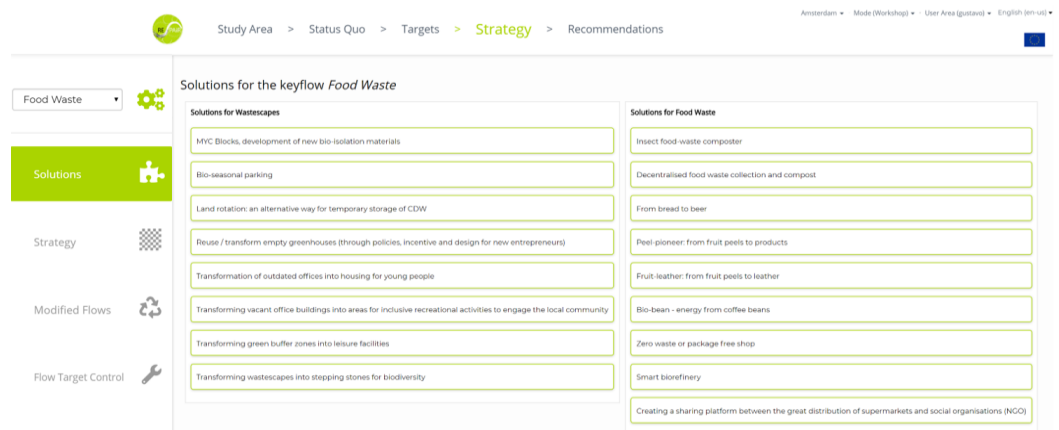 Amsterdam Mode (Workshop) User Area (gustavo) English (en-us)
Study Area > Status Quo > Targets > Strategy > Recommendations
Food Waste
Solutions
Strategy
Modified Flows
Flow Target Control
Solutions for the keyflow Food Waste
Solutions for Wastescapes
MYC Blocks, development of new bio-isolation materials
Bio-seasonal parking
Land rotation: an alternative way for temporary storage of CDW
Reuse / transform empty greenhouses (through policies, incentive and design for new entrepreneurs)
Transformation of outdated offices into housing for young people
Transforming vacant office buildings into areas for inclusive recreational activities to engage the local community
Transforming green buffer zones into leisure facilities
Transforming wastescapes into stepping stones for biodiversity
Solutions for Food Waste
Insect food-waste composter
Decentralised food waste collection and compost
From bread to beer
Peel-pioneer: from fruit peels to products
Fruit-leather: from fruit peels to leather
Bio-bean - energy from coffee beans
Zero waste or package free shop
Smart biorefinery
Creating a sharing platform between the great distribution of supermarkets and social organisations (NGO)